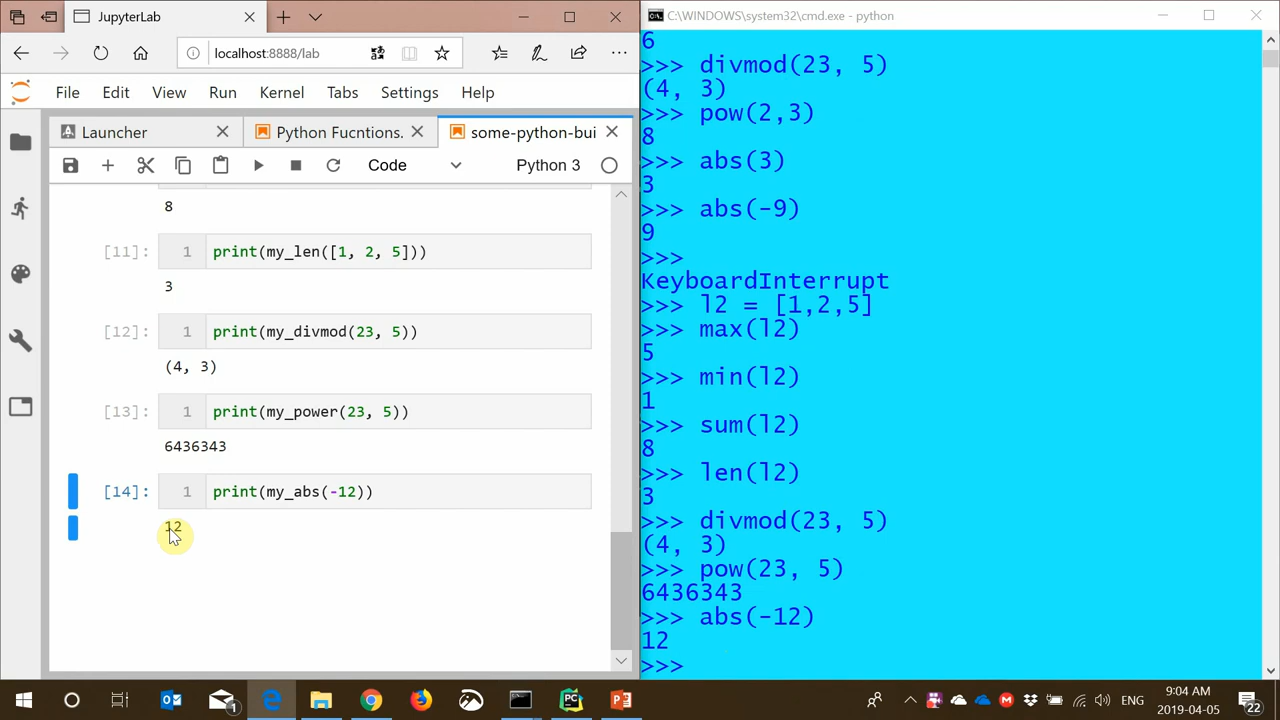 JupyterLab
localhost:8888/lab
File Edit View Run Kernel Tabs Settings Help
Launcher
Python Fucntions.
some-python-bui
Code
Python 3
8
[11]:
1 print(my_len([1, 2, 5]))
3
[12]:
1 print(my_divmod(23, 5))
(4, 3)
[13]:
1 print(my_power(23, 5))
6436343
[14]:
1 print(my_abs(-12))
12
C:\WINDOWS\system32\cmd.exe - python
6
>>> divmod(23, 5)
(4, 3)
>>> pow(2,3)
8
>>> abs(3)
3
>>> abs(-9)
9
>>>
KeyboardInterrupt
>>> l2 = [1,2,5]
>>> max(l2)
5
>>> min(l2)
1
>>> sum(l2)
8
>>> len(l2)
3
>>> divmod(23, 5)
(4, 3)
>>> pow(23, 5)
6436343
>>> abs(-12)
12
>>>
1
ENG
9:04 AM
2019-04-05
22